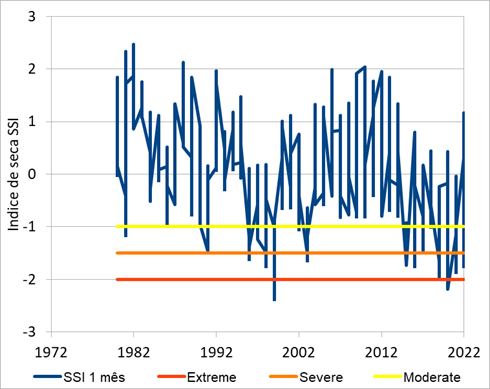 3
2
1
0
-1
-2
-3
Indice de seca SSI
1972 1982 1992 2002 2012 2022
SSI 1 mês Extreme Severe Moderate